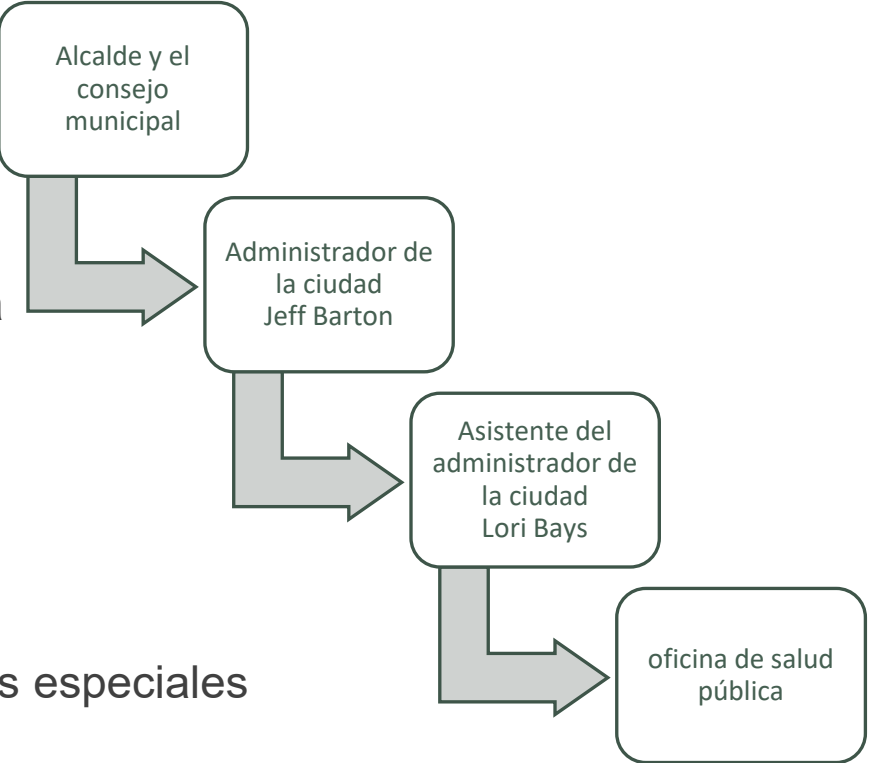 Alcalde y el
consejo
municipal
Administrador de
la ciudad
Jeff Barton
Asistente del
administrador de
la ciudad
Lori Bays
s especiales
oficina de salud
pública